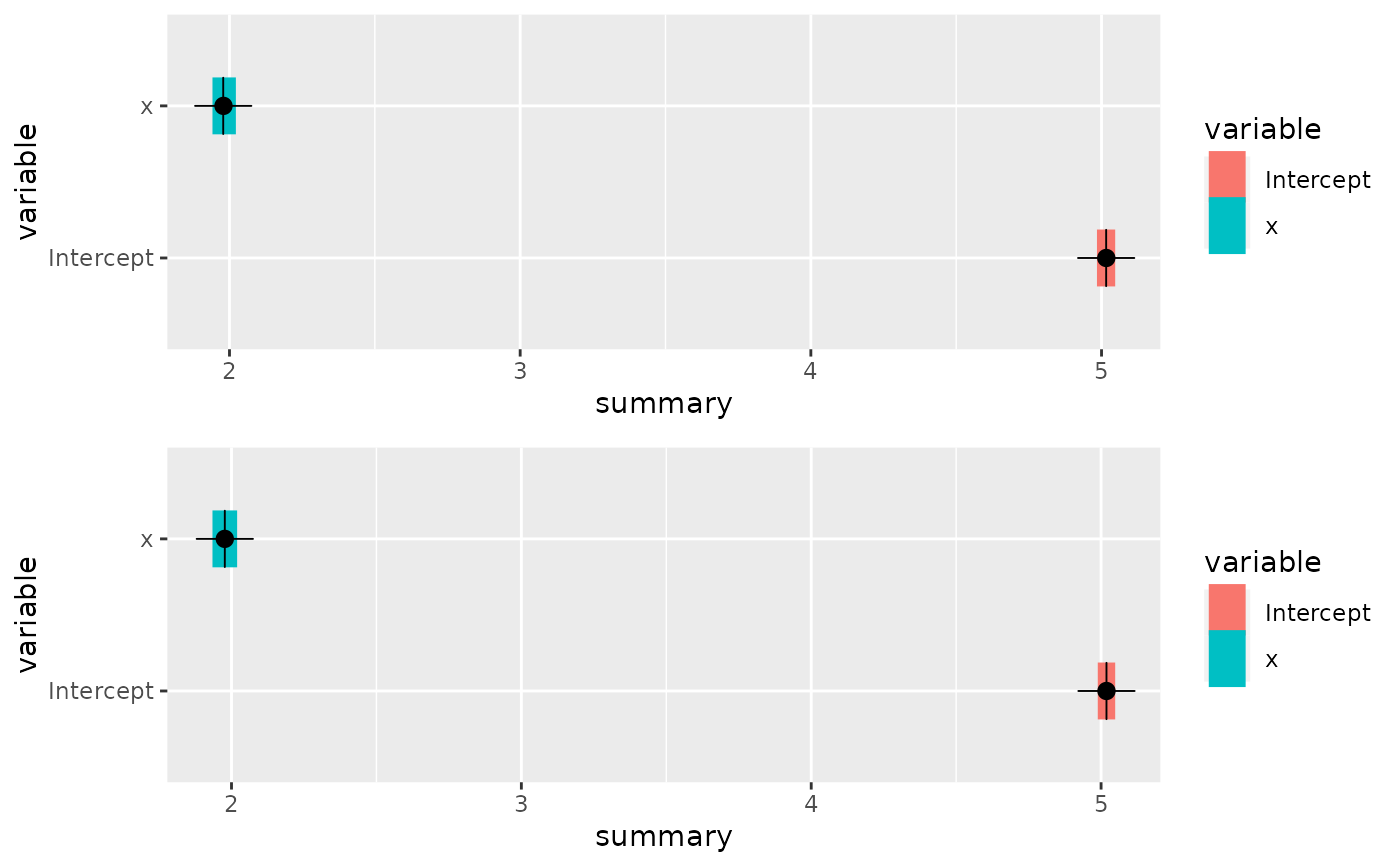 variable
x
Intercept
2 3 4 5
summary
variable
Intercept
x
variable
x
Intercept
2 3 4 5
summary
variable
Intercept
x